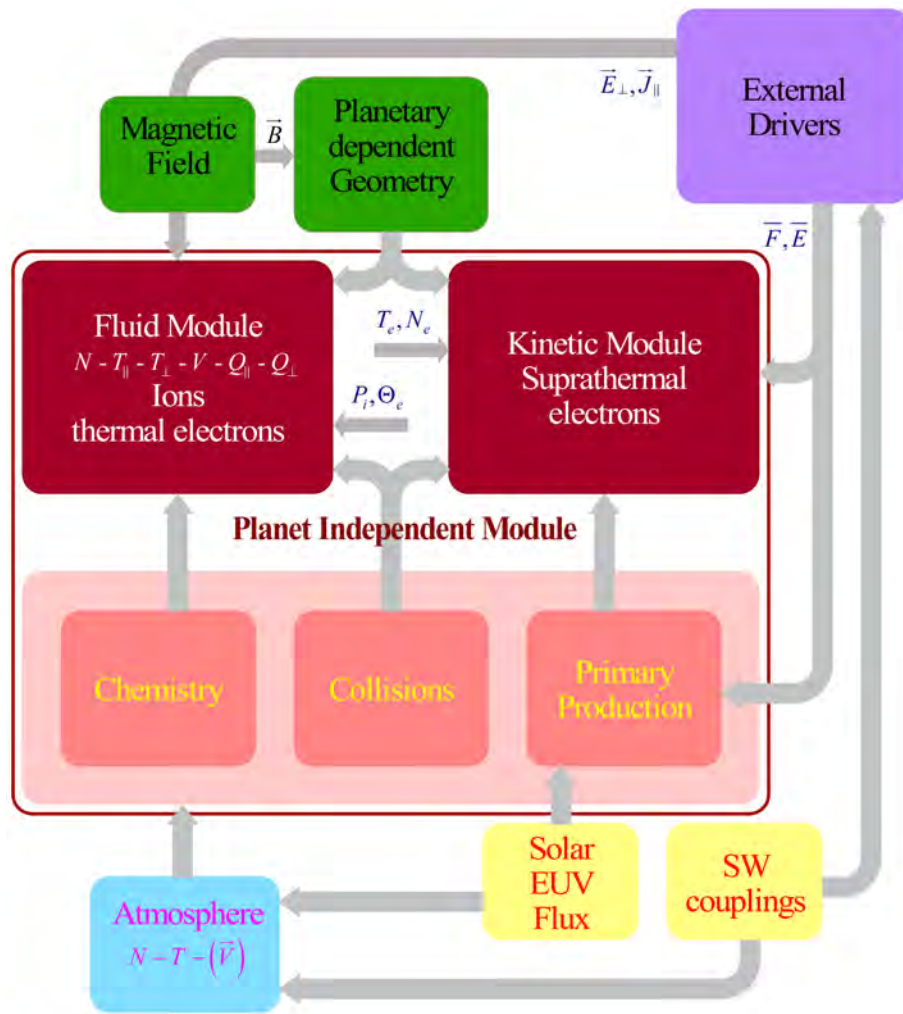 External
Drivers
E⃗⊥, J⃗∥
Magnetic
Field
B⃗
Planetary
dependent
Geometry
F̅, E̅
Fluid Module
N - T∥ - T⊥ - V - Q∥ - Q⊥
Ions
thermal electrons
Tₑ, Nₑ
Pᵢ, Θₑ
Kinetic Module
Suprathermal
electrons
Planet Independent Module
Chemistry
Collisions
Primary
Production
Solar
EUV
Flux
SW
couplings
Atmosphere
N – T – (V⃗)